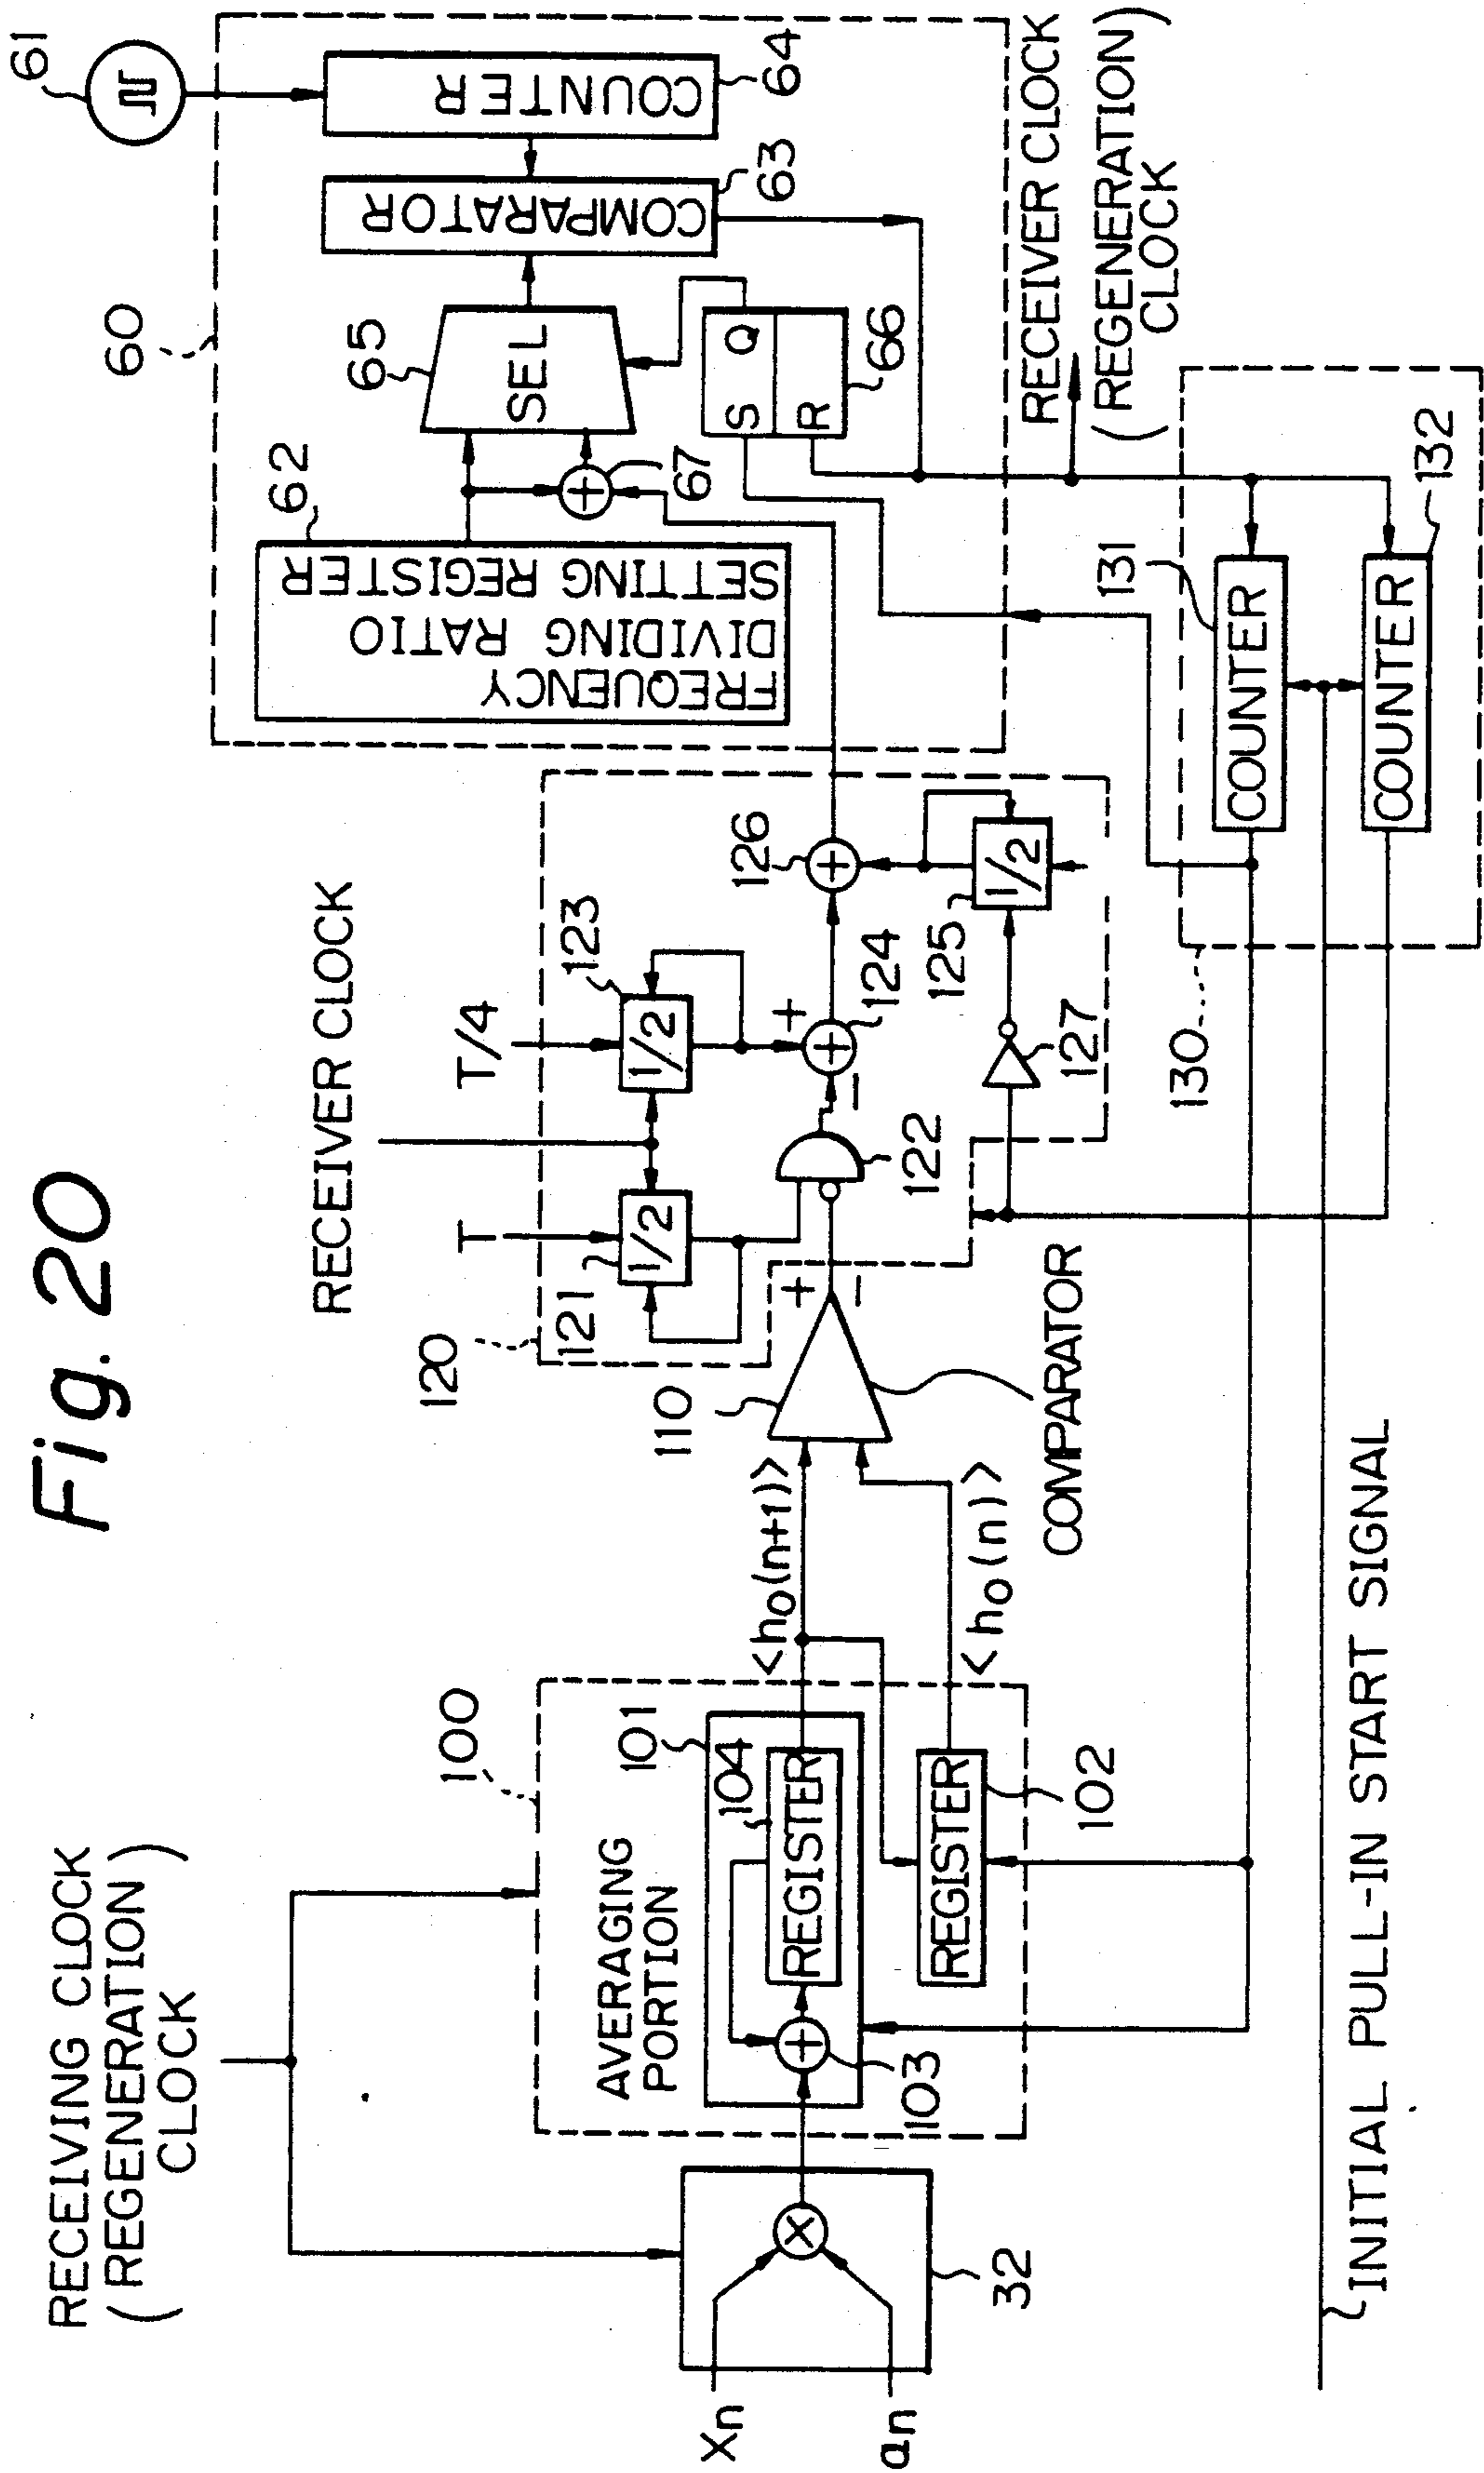 Fig. 20
RECEIVING CLOCK
(REGENERATION)
CLOCK
Xn
an
32
100
AVERAGING
PORTION
101
104
REGISTER
103
REGISTER
102
<h0(n+1)>
<h0(n)>
110
COMPARATOR
+
−
120
RECEIVER CLOCK
T
T/4
121
1/2
123
1/2
122
+
−
124
126
125
1/2
127
60
61
62
FREQUENCY
DIVIDING RATIO
SETTING REGISTER
67
65
SEL
COMPARATOR
63
COUNTER
64
S
Q
R
66
RECEIVER CLOCK
(REGENERATION)
CLOCK
130
131
COUNTER
COUNTER
132
INITIAL PULL-IN START SIGNAL